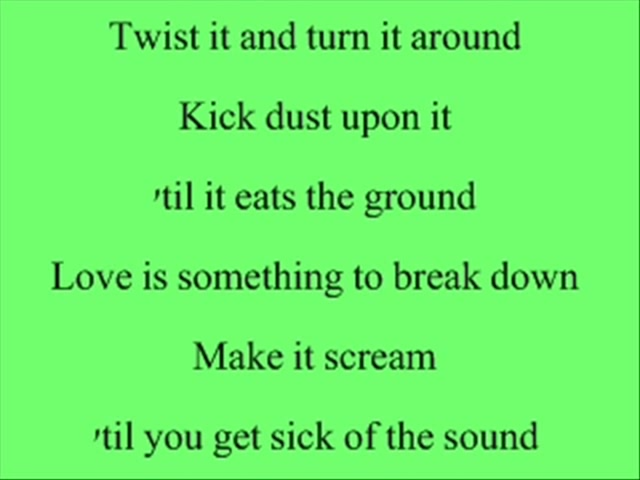 Twist it and turn it around
Kick dust upon it
'til it eats the ground
Love is something to break down
Make it scream
'til you get sick of the sound